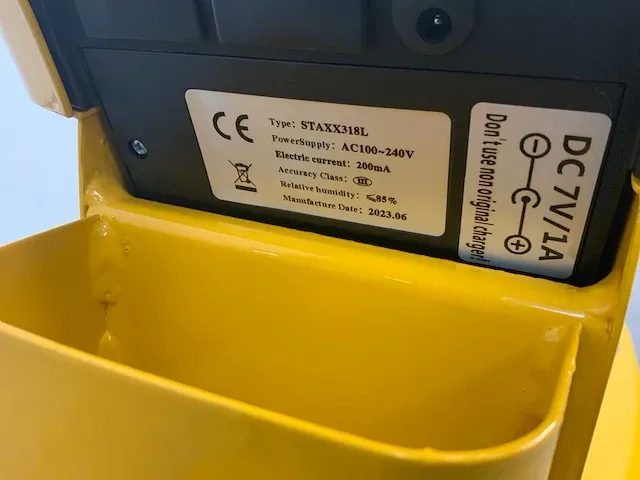 CE
Type: STAXX318L
PowerSupply: AC100~240V
Electric current: 200mA
Accuracy Class: III
Relative humidity: ⩽85%
Manufacture Date: 2023.06
DC 7V/1A
Don't use non original charger!